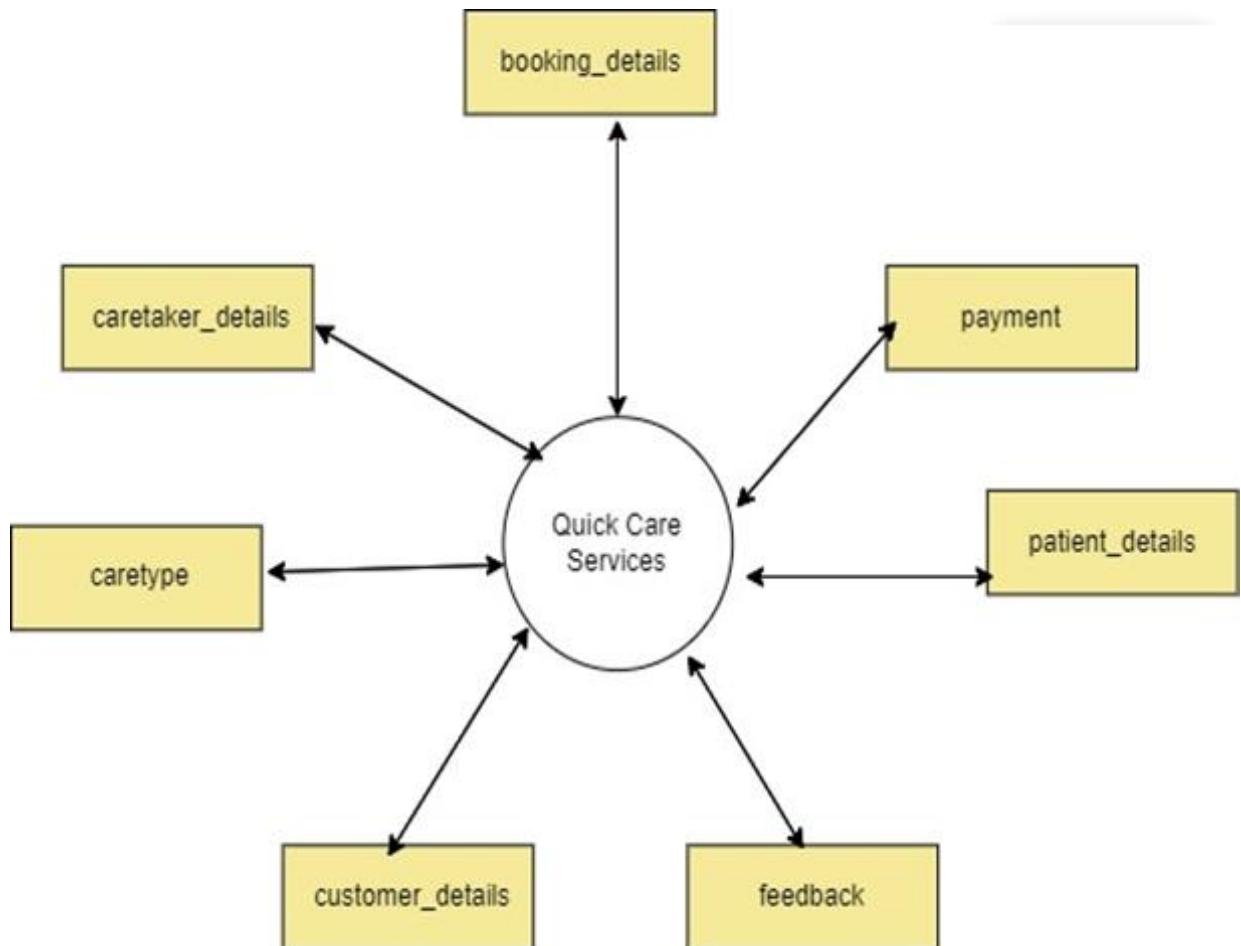 booking_details
caretaker_details
payment
Quick Care
Services
patient_details
caretype
customer_details
feedback